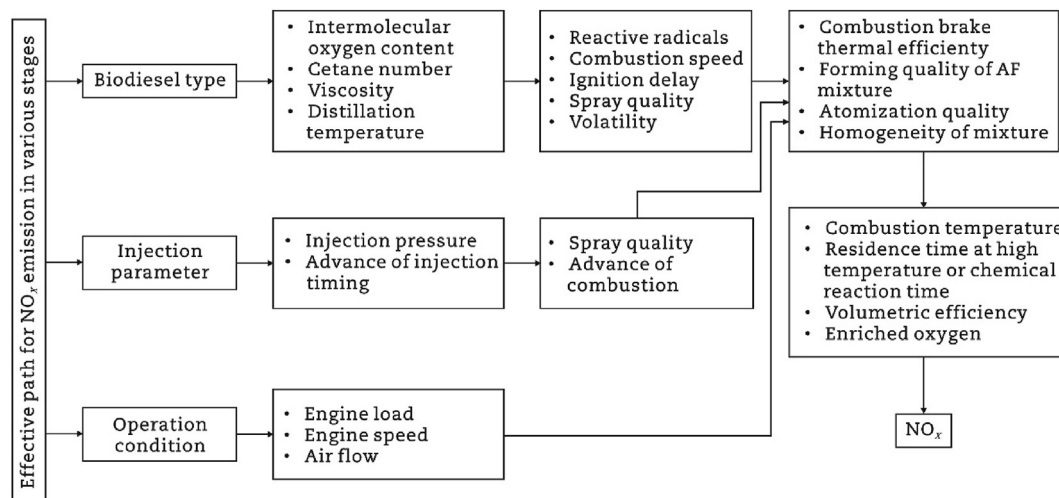 Effective path for NOx emission in various stages
Biodiesel type
• Intermolecular
oxygen content
• Cetane number
• Viscosity
• Distillation
temperature
• Reactive radicals
• Combustion speed
• Ignition delay
• Spray quality
• Volatility
• Combustion brake
thermal efficienty
• Forming quality of AF
mixture
• Atomization quality
• Homogeneity of mixture
Injection
parameter
• Injection pressure
• Advance of injection
timing
• Spray quality
• Advance of
combustion
• Combustion temperature
• Residence time at high
temperature or chemical
reaction time
• Volumetric efficiency
• Enriched oxygen
Operation
condition
• Engine load
• Engine speed
• Air flow
NOx